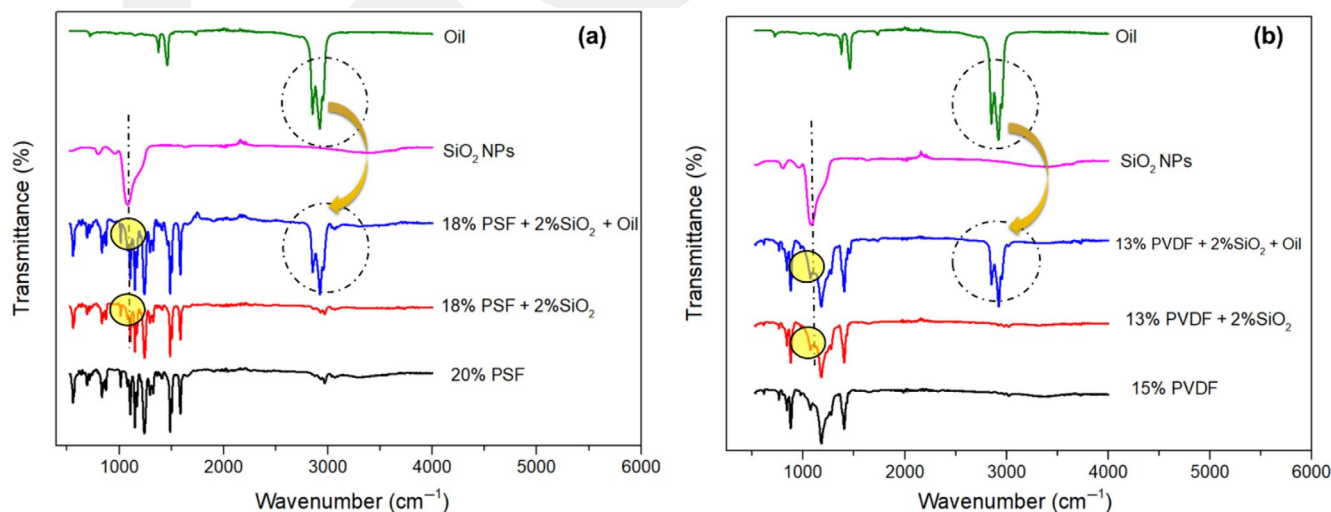 (a)
Oil
SiO₂ NPs
18% PSF + 2%SiO₂ + Oil
18% PSF + 2%SiO₂
20% PSF
Transmittance (%)
1000 2000 3000 4000 5000 6000
Wavenumber (cm⁻¹)
(b)
Oil
SiO₂ NPs
13% PVDF + 2%SiO₂ + Oil
13% PVDF + 2%SiO₂
15% PVDF
Transmittance (%)
1000 2000 3000 4000 5000 6000
Wavenumber (cm⁻¹)